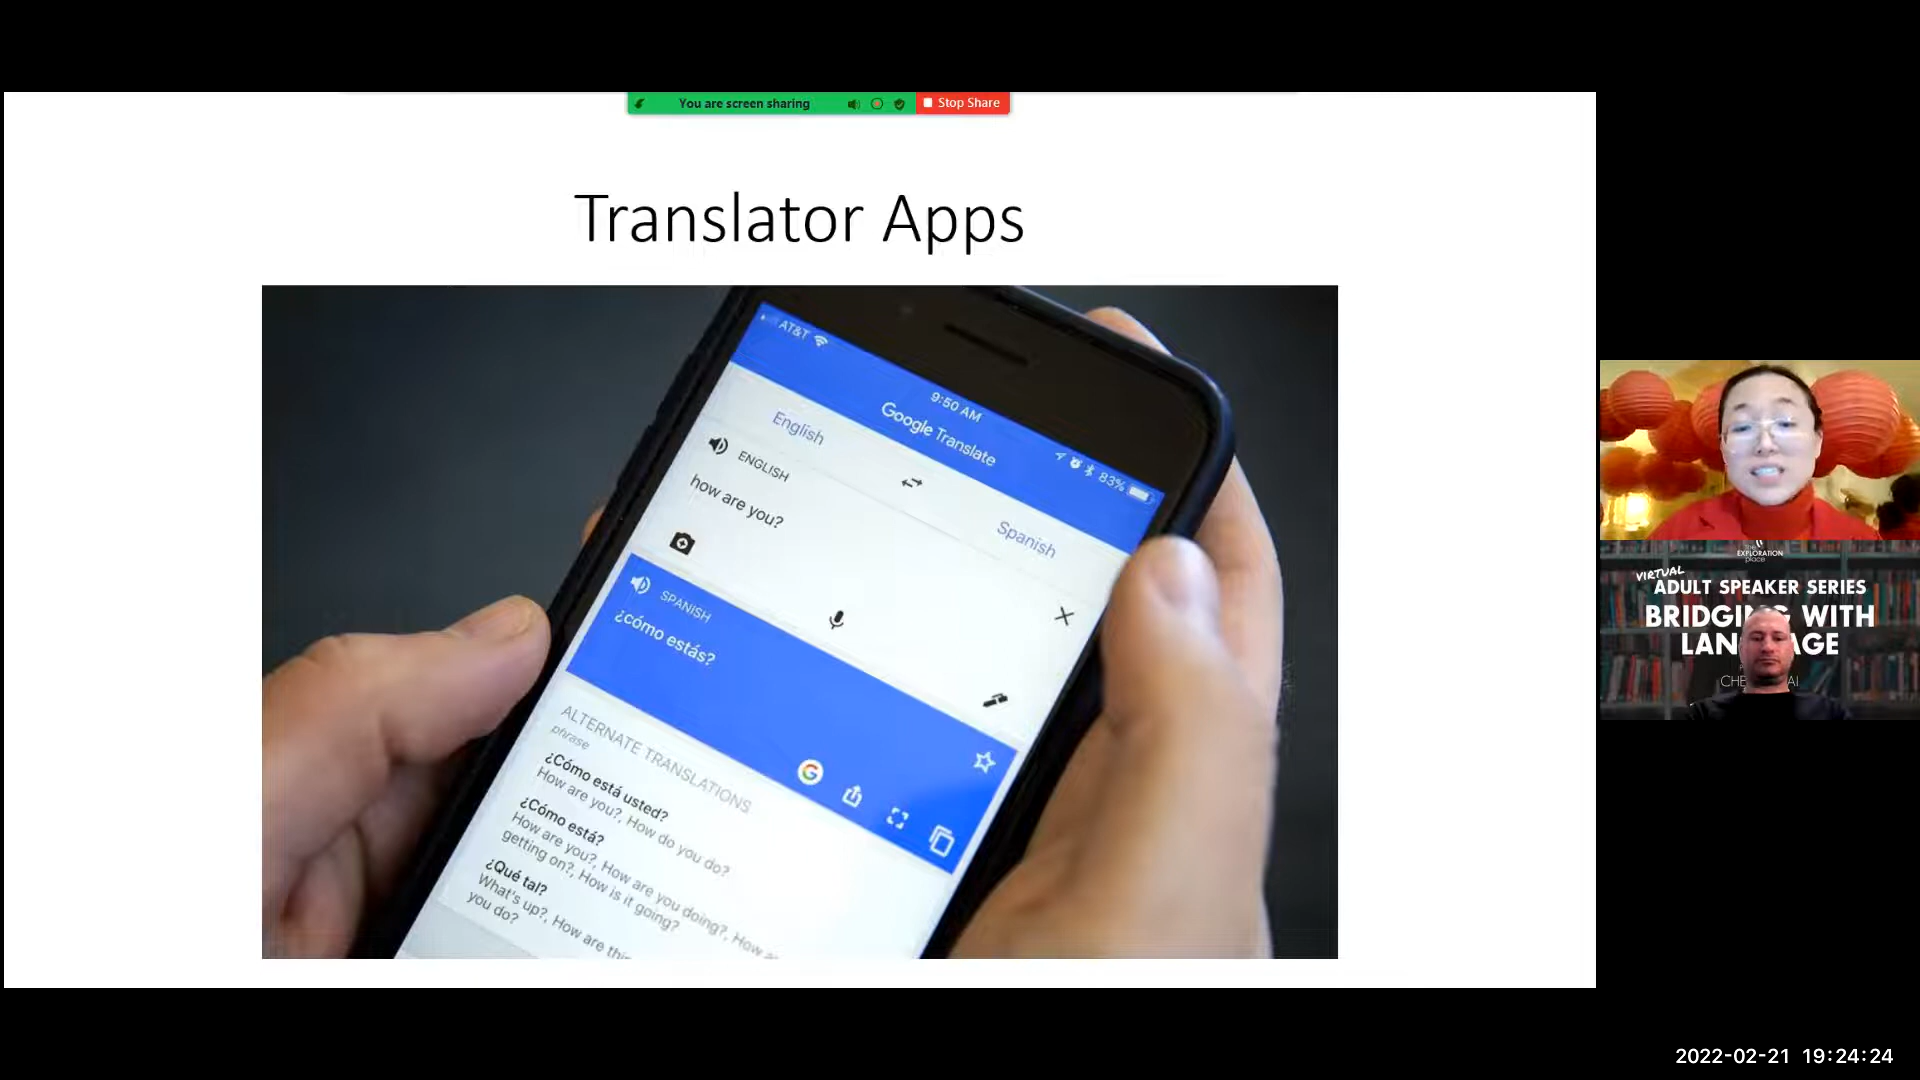 You are screen sharing
Stop Share
Translator Apps
AT&T
9:50 AM
83%
Google Translate
English
Spanish
ENGLISH
how are you?
SPANISH
¿cómo estás?
ALTERNATE TRANSLATIONS
phrase
¿Cómo está usted?
How are you?, How do you do?
¿Cómo está?
How are you?, How are you doing?, How
getting on?, How is it going?
¿Qué tal?
What's up?, How are
you do?
EXPLORATION
place
VIRTUAL
ADULT SPEAKER SERIES
WITH
2022-02-21 19:24:24